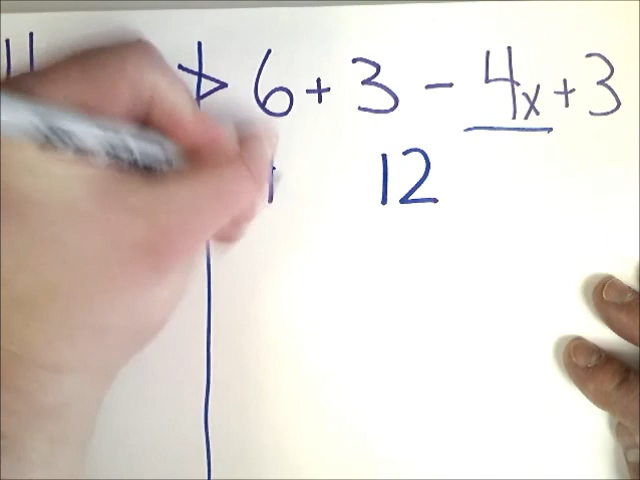 > 6 + 3 - 4x + 3
12